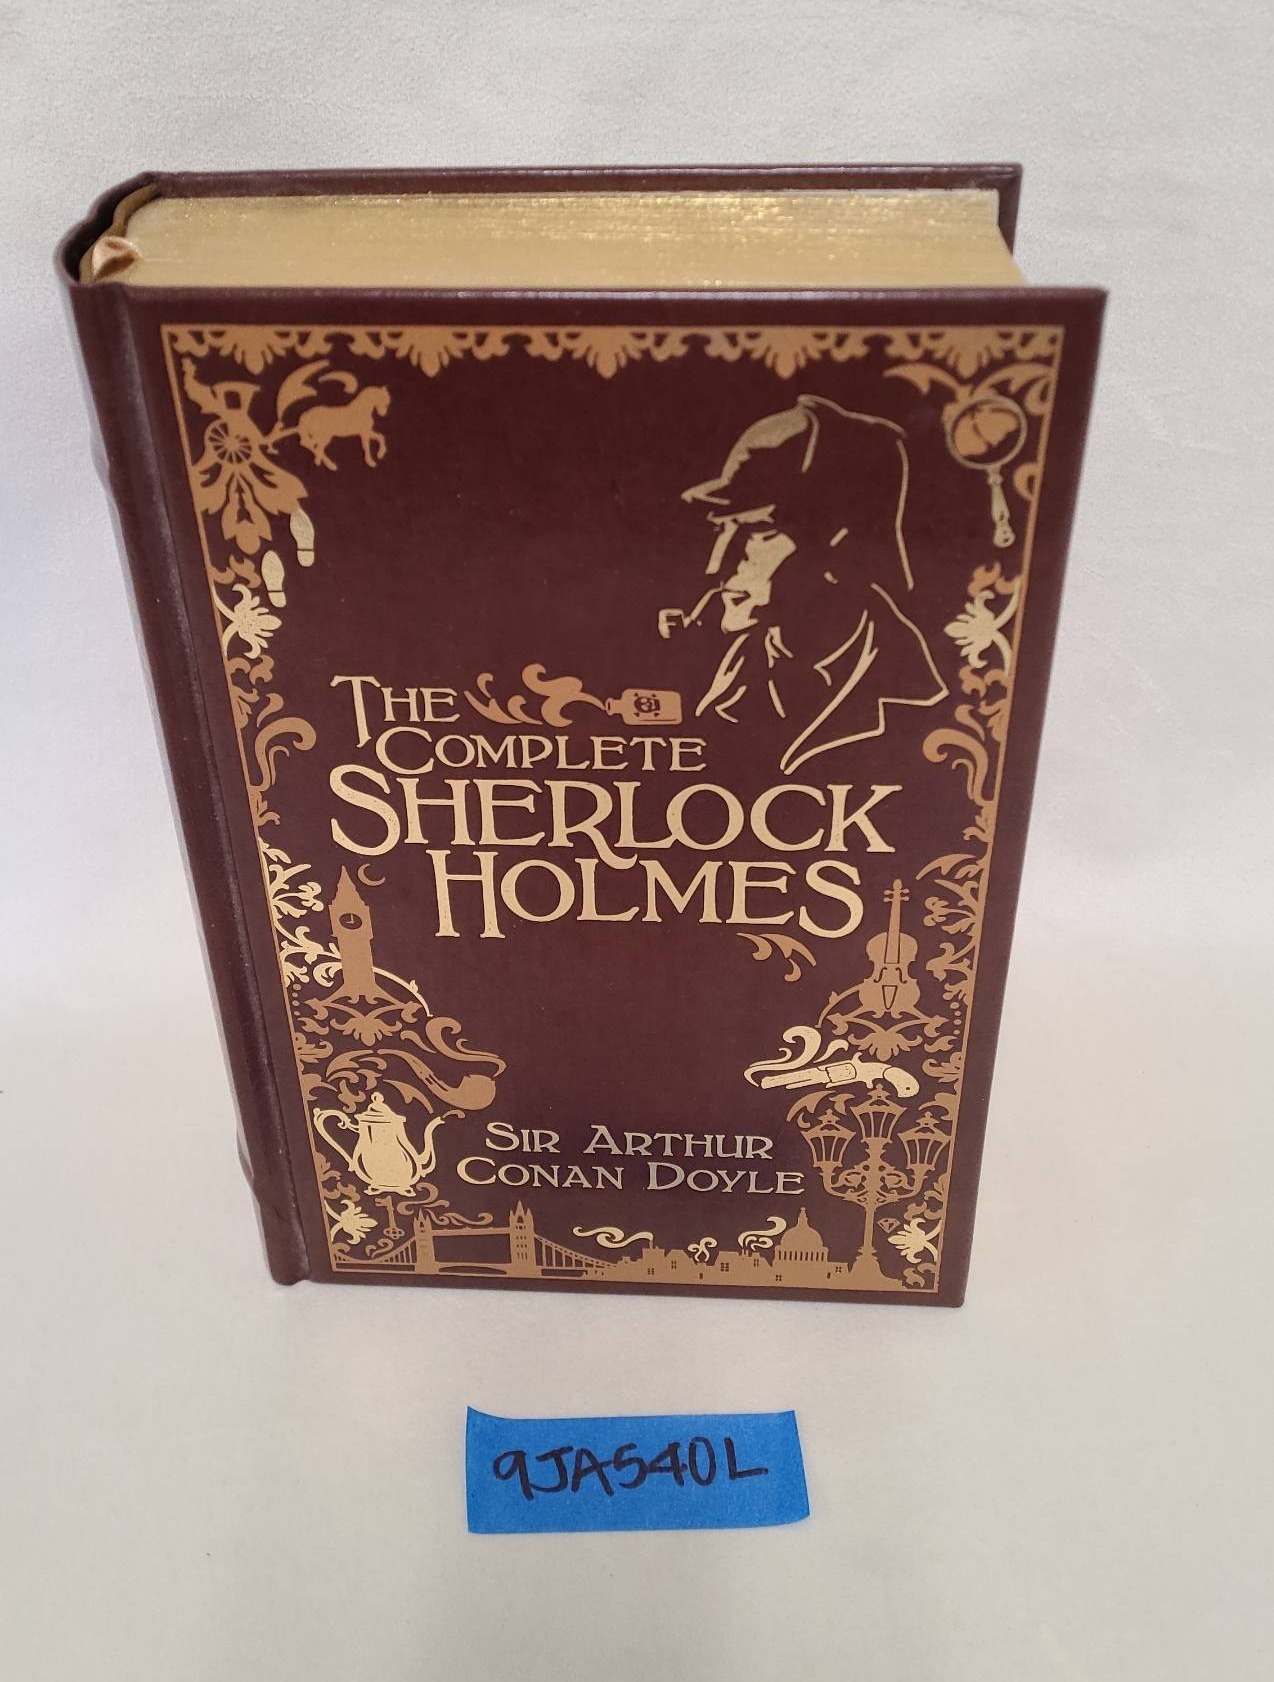 THE
COMPLETE
SHERLOCK
HOLMES
SIR ARTHUR
CONAN DOYLE
9JA540L